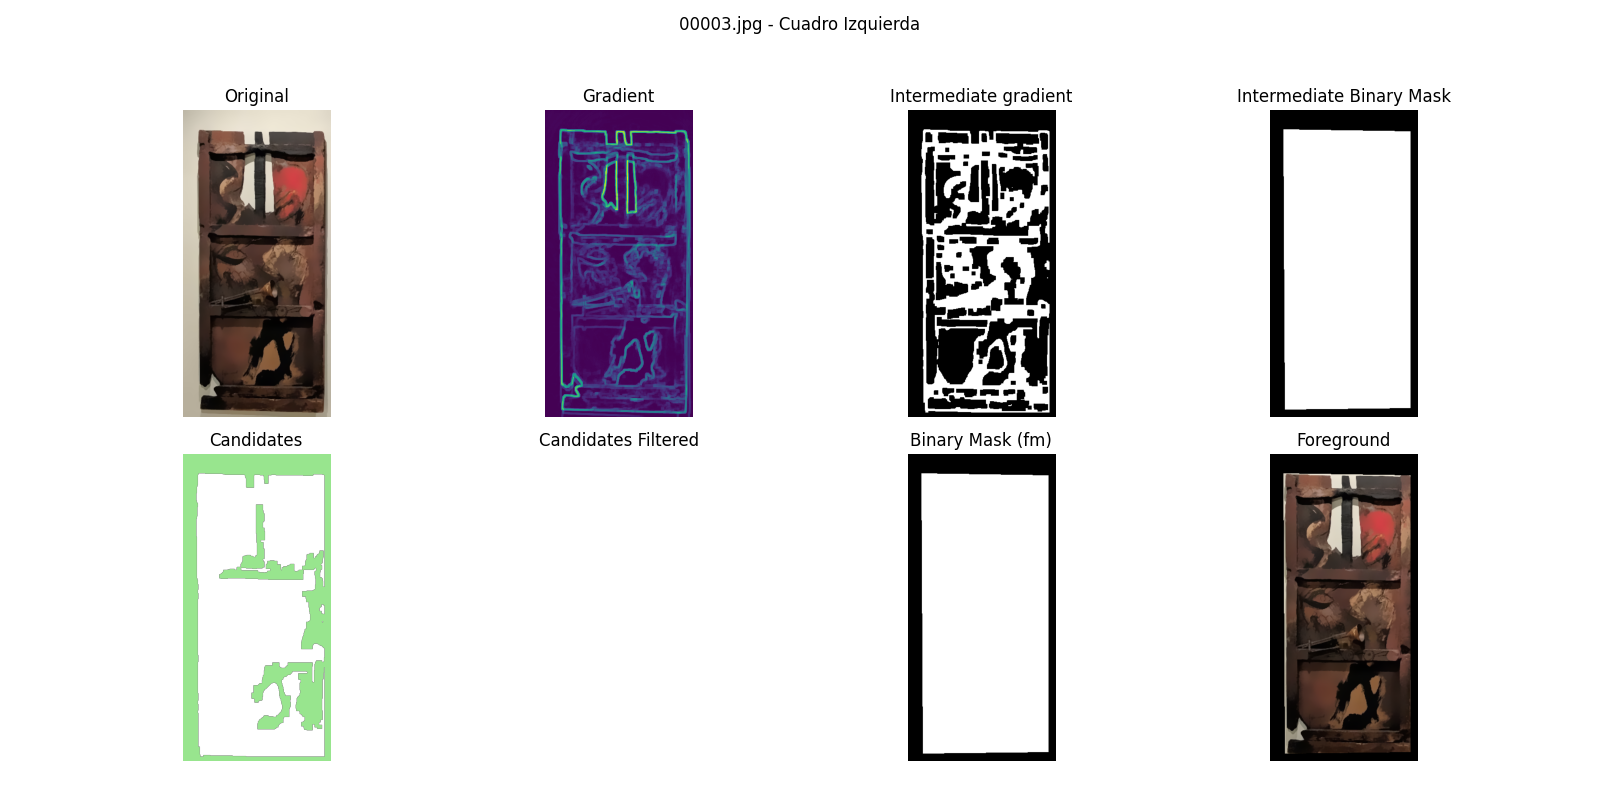 00003.jpg - Cuadro Izquierda
Original
Gradient
Intermediate gradient
Intermediate Binary Mask
Candidates
Candidates Filtered
Binary Mask (fm)
Foreground